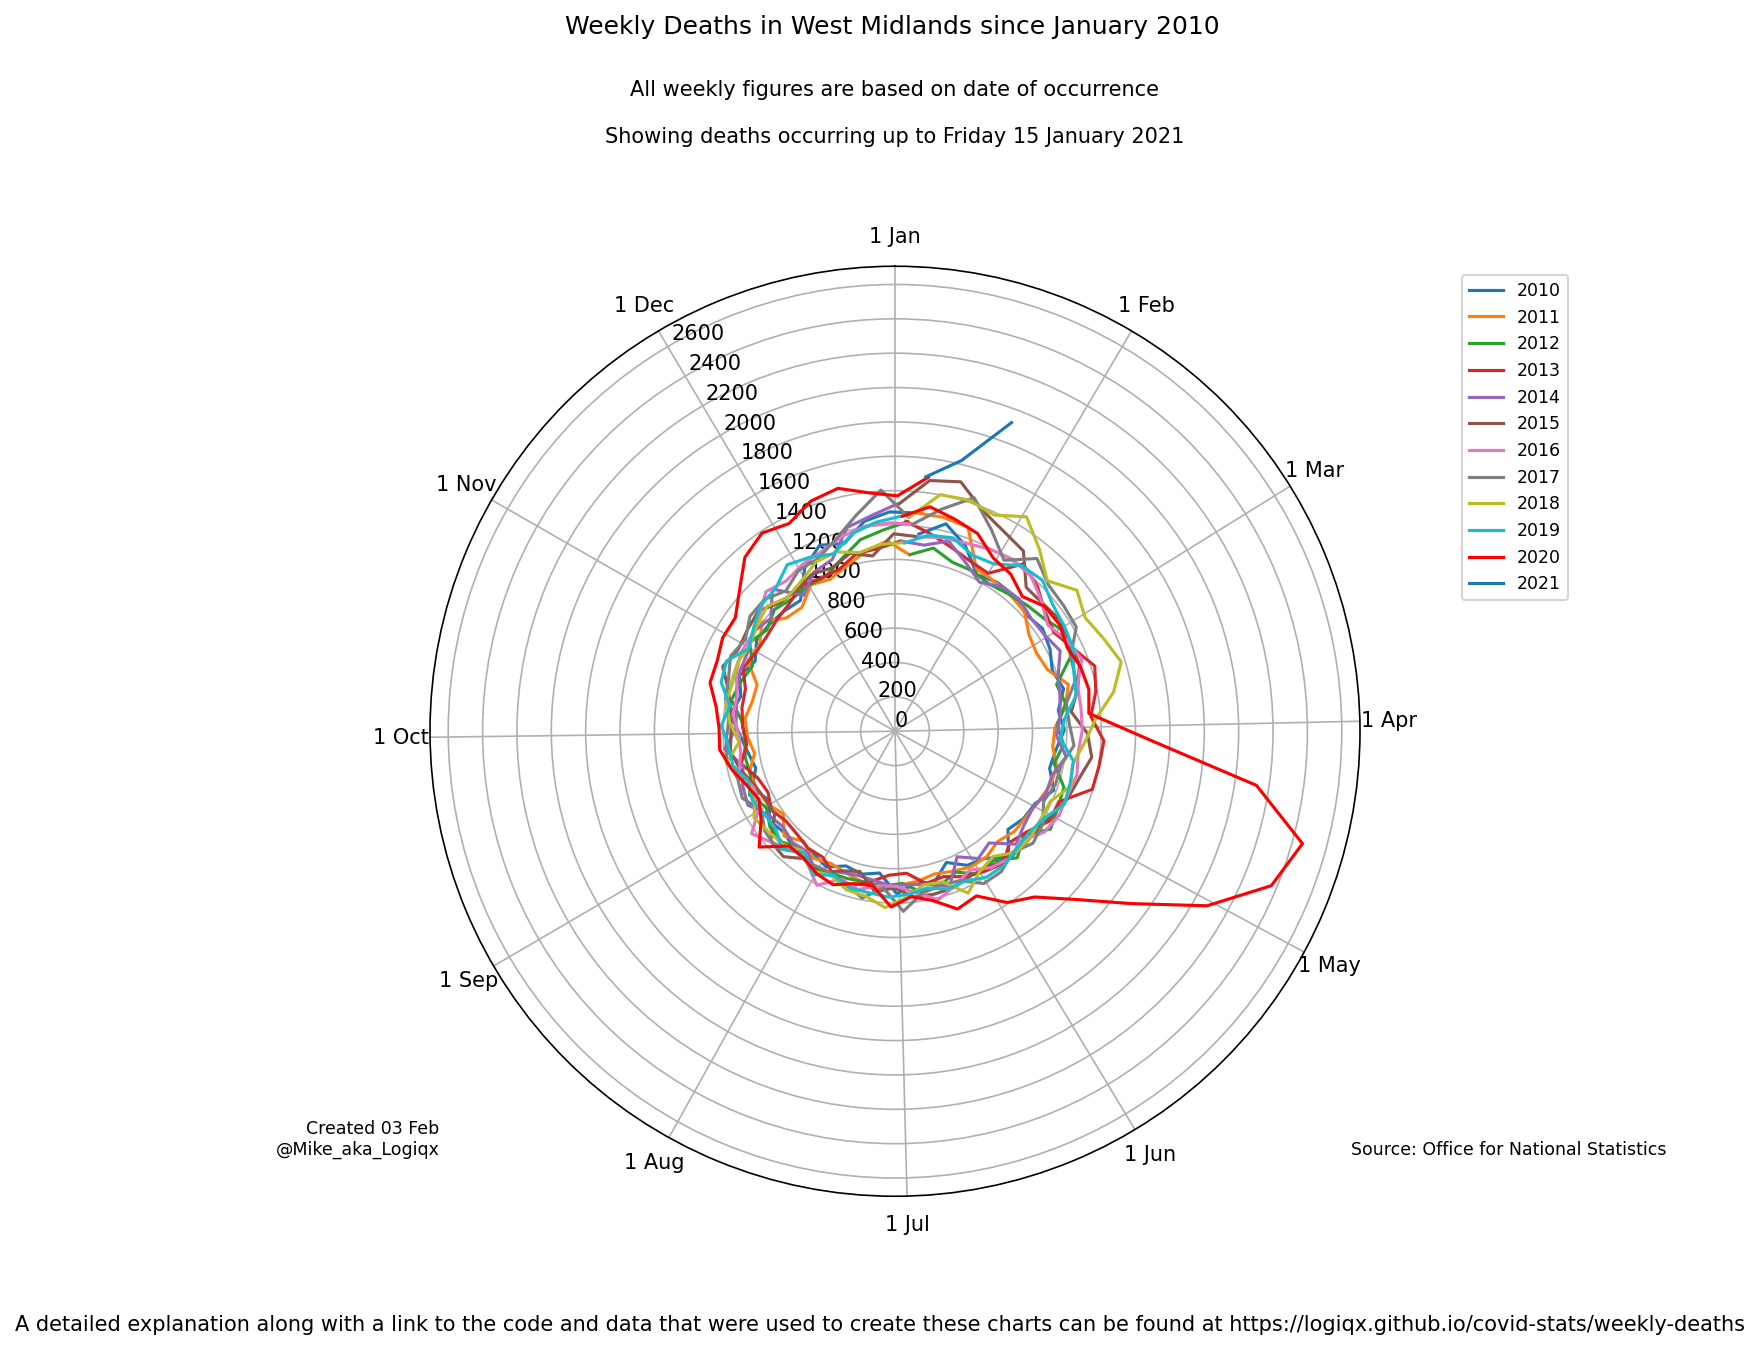 Weekly Deaths in West Midlands since January 2010
All weekly figures are based on date of occurrence
Showing deaths occurring up to Friday 15 January 2021
1 Jan
1 Feb
1 Mar
1 Apr
1 May
1 Jun
1 Jul
1 Aug
1 Sep
1 Oct
1 Nov
1 Dec
2600
2400
2200
2000
1800
1600
1400
1200
1000
800
600
400
200
0
2010
2011
2012
2013
2014
2015
2016
2017
2018
2019
2020
2021
Created 03 Feb
@Mike_aka_Logiqx
Source: Office for National Statistics
A detailed explanation along with a link to the code and data that were used to create these charts can be found at https://logiqx.github.io/covid-stats/weekly-deaths